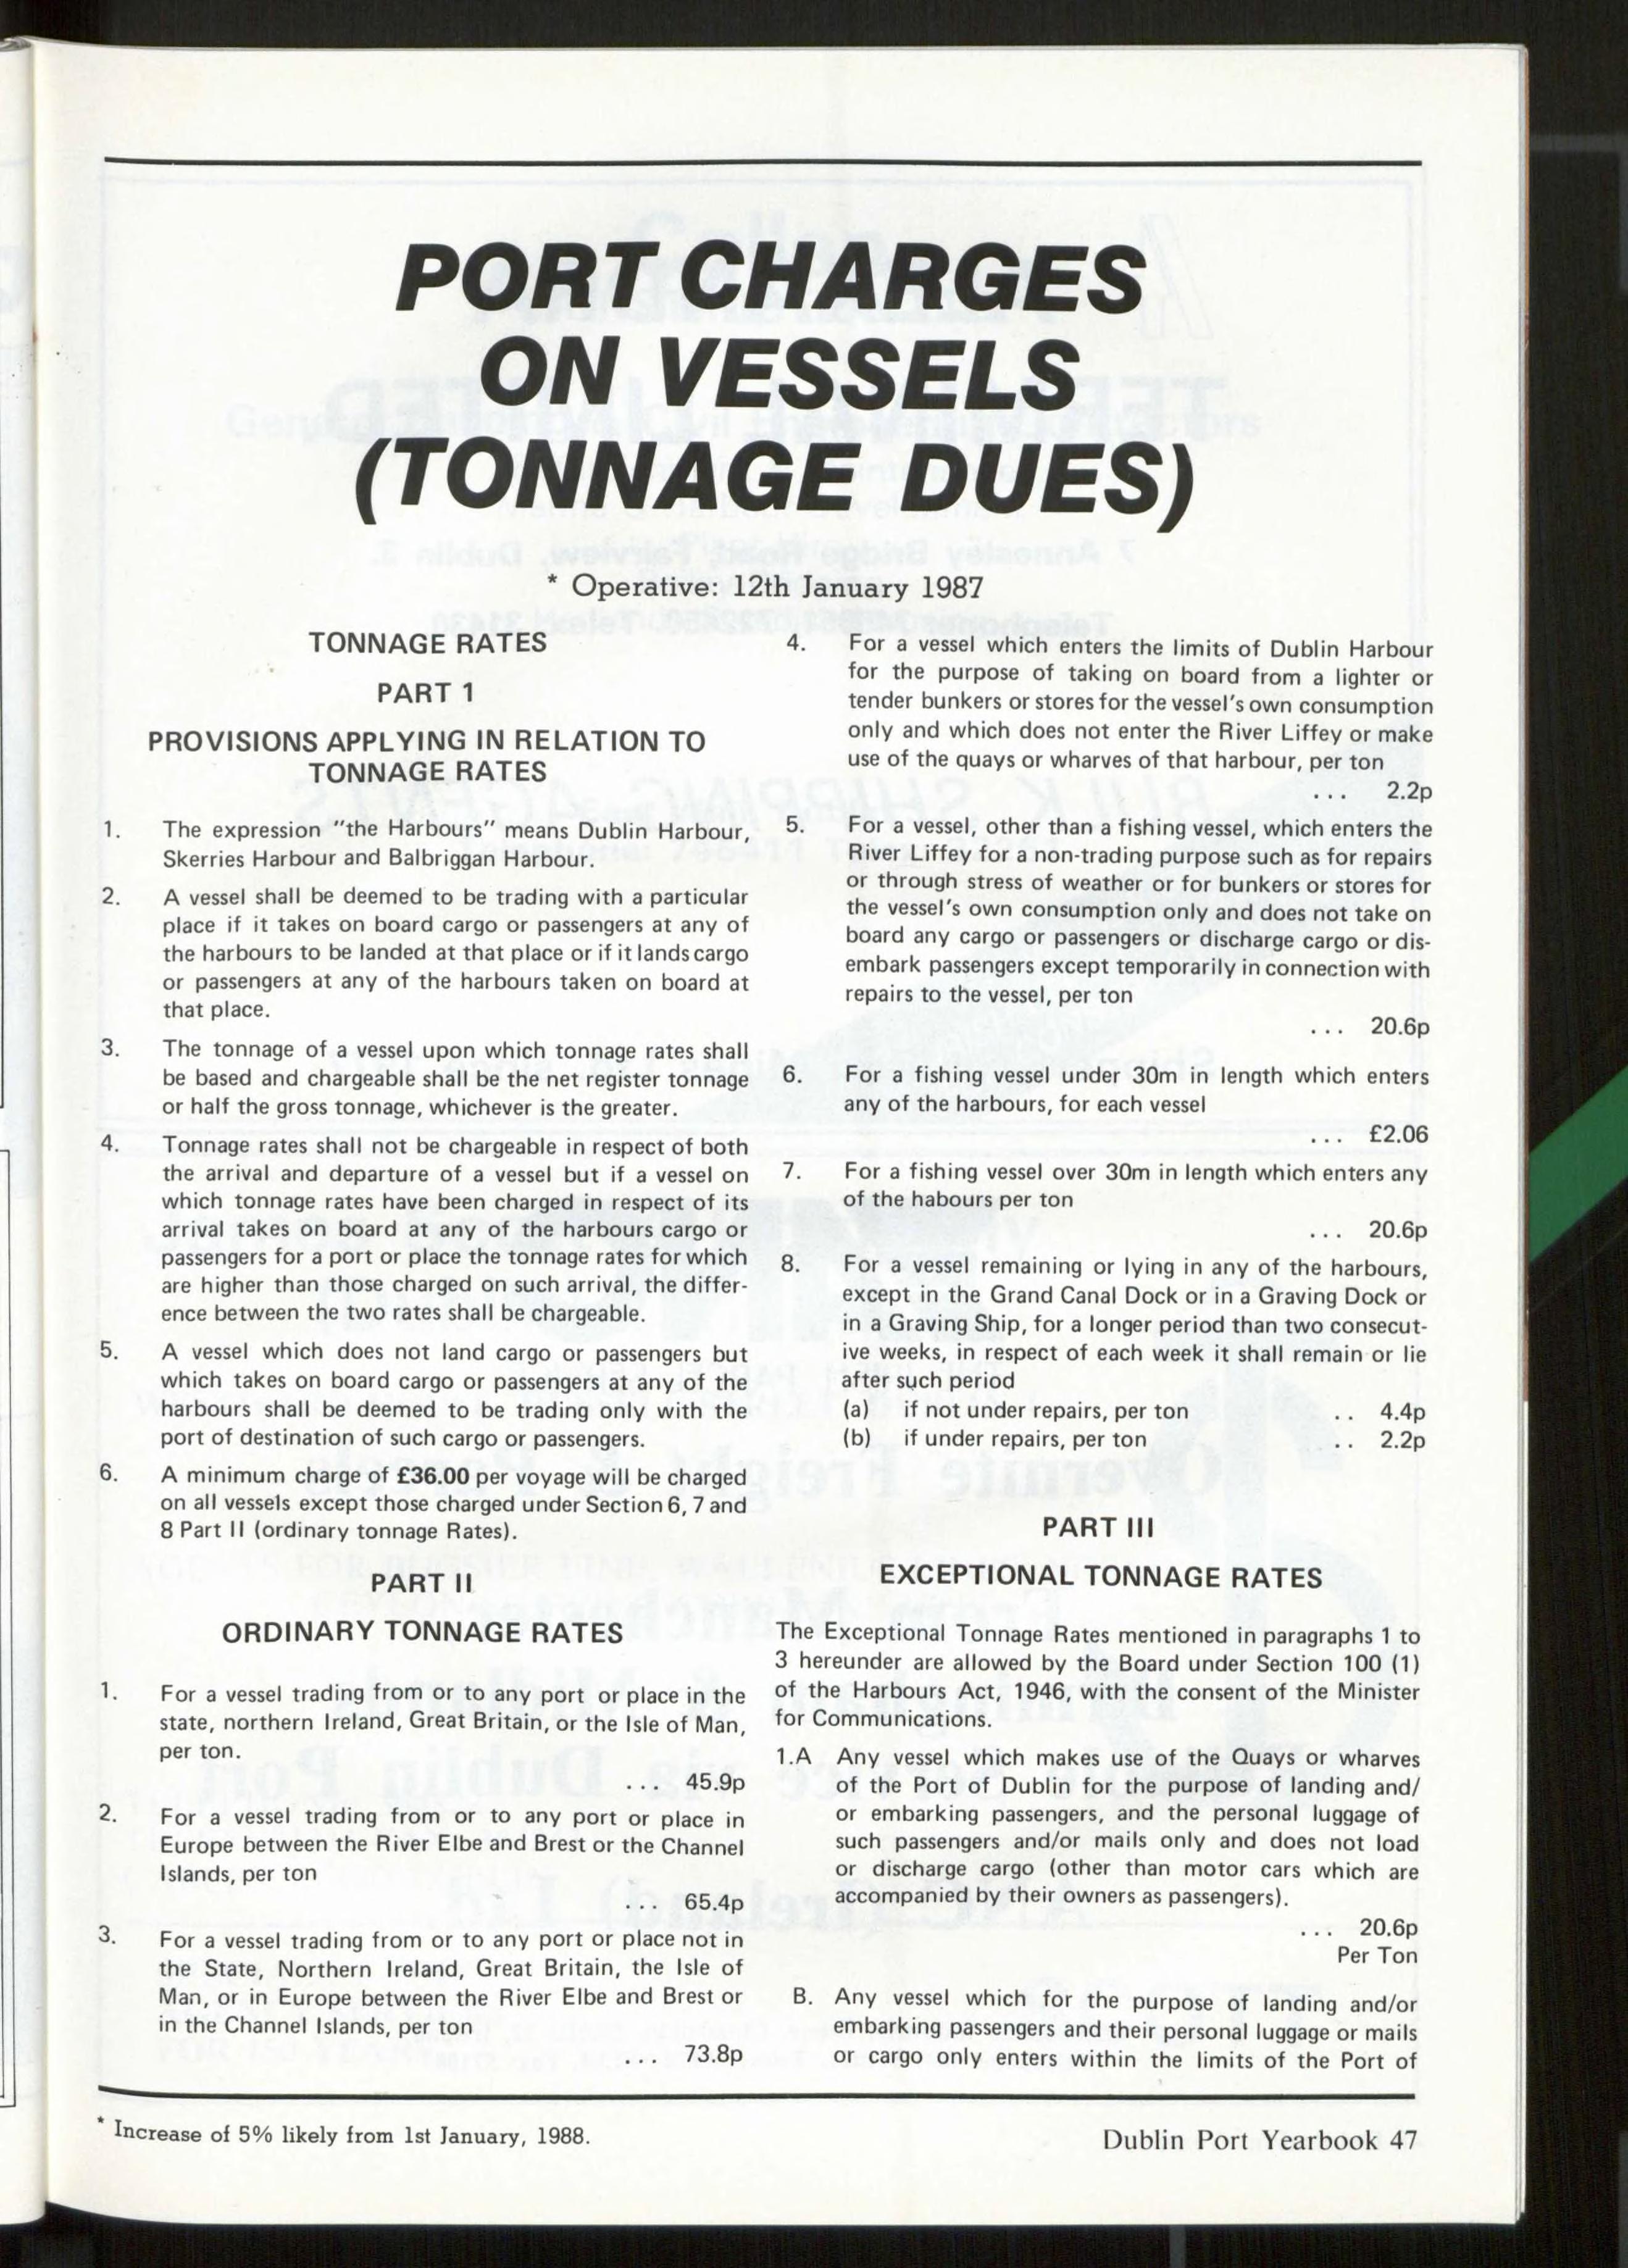 PORT CHARGES
ON VESSELS
(TONNAGE DUES)
* Operative: 12th January 1987
TONNAGE RATES
PART 1
PROVISIONS APPLYING IN RELATION TO
TONNAGE RATES
1. The expression "the Harbours" means Dublin Harbour,
Skerries Harbour and Balbriggan Harbour.
2. A vessel shall be deemed to be trading with a particular
place if it takes on board cargo or passengers at any of
the harbours to be landed at that place or if it lands cargo
or passengers at any of the harbours taken on board at
that place.
3. The tonnage of a vessel upon which tonnage rates shall
be based and chargeable shall be the net register tonnage
or half the gross tonnage, whichever is the greater.
4. Tonnage rates shall not be chargeable in respect of both
the arrival and departure of a vessel but if a vessel on
which tonnage rates have been charged in respect of its
arrival takes on board at any of the harbours cargo or
passengers for a port or place the tonnage rates for which
are higher than those charged on such arrival, the differ-
ence between the two rates shall be chargeable.
5. A vessel which does not land cargo or passengers but
which takes on board cargo or passengers at any of the
harbours shall be deemed to be trading only with the
port of destination of such cargo or passengers.
6. A minimum charge of £36.00 per voyage will be charged
on all vessels except those charged under Section 6, 7 and
8 Part II (ordinary tonnage Rates).
PART II
ORDINARY TONNAGE RATES
1. For a vessel trading from or to any port or place in the
state, northern Ireland, Great Britain, or the Isle of Man,
per ton.
... 45.9p
2. For a vessel trading from or to any port or place in
Europe between the River Elbe and Brest or the Channel
Islands, per ton
... 65.4p
3. For a vessel trading from or to any port or place not in
the State, Northern Ireland, Great Britain, the Isle of
Man, or in Europe between the River Elbe and Brest or
in the Channel Islands, per ton
... 73.8p
4. For a vessel which enters the limits of Dublin Harbour
for the purpose of taking on board from a lighter or
tender bunkers or stores for the vessel's own consumption
only and which does not enter the River Liffey or make
use of the quays or wharves of that harbour, per ton
... 2.2p
5. For a vessel, other than a fishing vessel, which enters the
River Liffey for a non-trading purpose such as for repairs
or through stress of weather or for bunkers or stores for
the vessel's own consumption only and does not take on
board any cargo or passengers or discharge cargo or dis-
embark passengers except temporarily in connection with
repairs to the vessel, per ton
... 20.6p
6. For a fishing vessel under 30m in length which enters
any of the harbours, for each vessel
... £2.06
7. For a fishing vessel over 30m in length which enters any
of the habours per ton
... 20.6p
8. For a vessel remaining or lying in any of the harbours,
except in the Grand Canal Dock or in a Graving Dock or
in a Graving Ship, for a longer period than two consecut-
ive weeks, in respect of each week it shall remain or lie
after such period
(a) if not under repairs, per ton .. 4.4p
(b) if under repairs, per ton .. 2.2p
PART III
EXCEPTIONAL TONNAGE RATES
The Exceptional Tonnage Rates mentioned in paragraphs 1 to
3 hereunder are allowed by the Board under Section 100 (1)
of the Harbours Act, 1946, with the consent of the Minister
for Communications.
1.A Any vessel which makes use of the Quays or wharves
of the Port of Dublin for the purpose of landing and/
or embarking passengers, and the personal luggage of
such passengers and/or mails only and does not load
or discharge cargo (other than motor cars which are
accompanied by their owners as passengers).
... 20.6p
Per Ton
B. Any vessel which for the purpose of landing and/or
embarking passengers and their personal luggage or mails
or cargo only enters within the limits of the Port of
* Increase of 5% likely from 1st January, 1988.
Dublin Port Yearbook 47